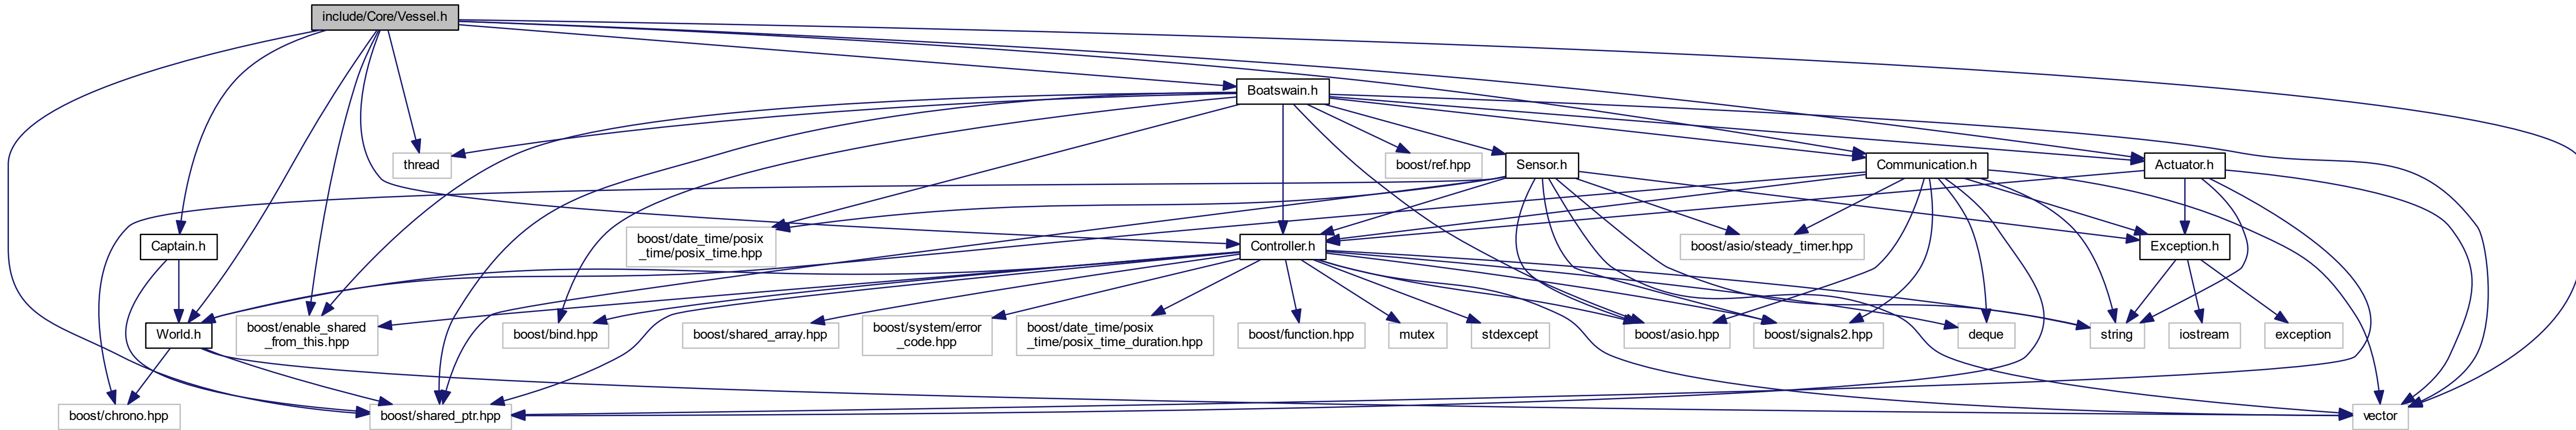 include/Core/Vessel.h
Boatswain.h
thread
boost/ref.hpp
Sensor.h
Communication.h
Actuator.h
Captain.h
boost/date_time/posix
_time/posix_time.hpp
Controller.h
boost/asio/steady_timer.hpp
Exception.h
World.h
boost/enable_shared
_from_this.hpp
boost/bind.hpp
boost/shared_array.hpp
boost/system/error
_code.hpp
boost/date_time/posix
_time/posix_time_duration.hpp
boost/function.hpp
mutex
stdexcept
boost/asio.hpp
boost/signals2.hpp
deque
string
iostream
exception
boost/chrono.hpp
boost/shared_ptr.hpp
vector